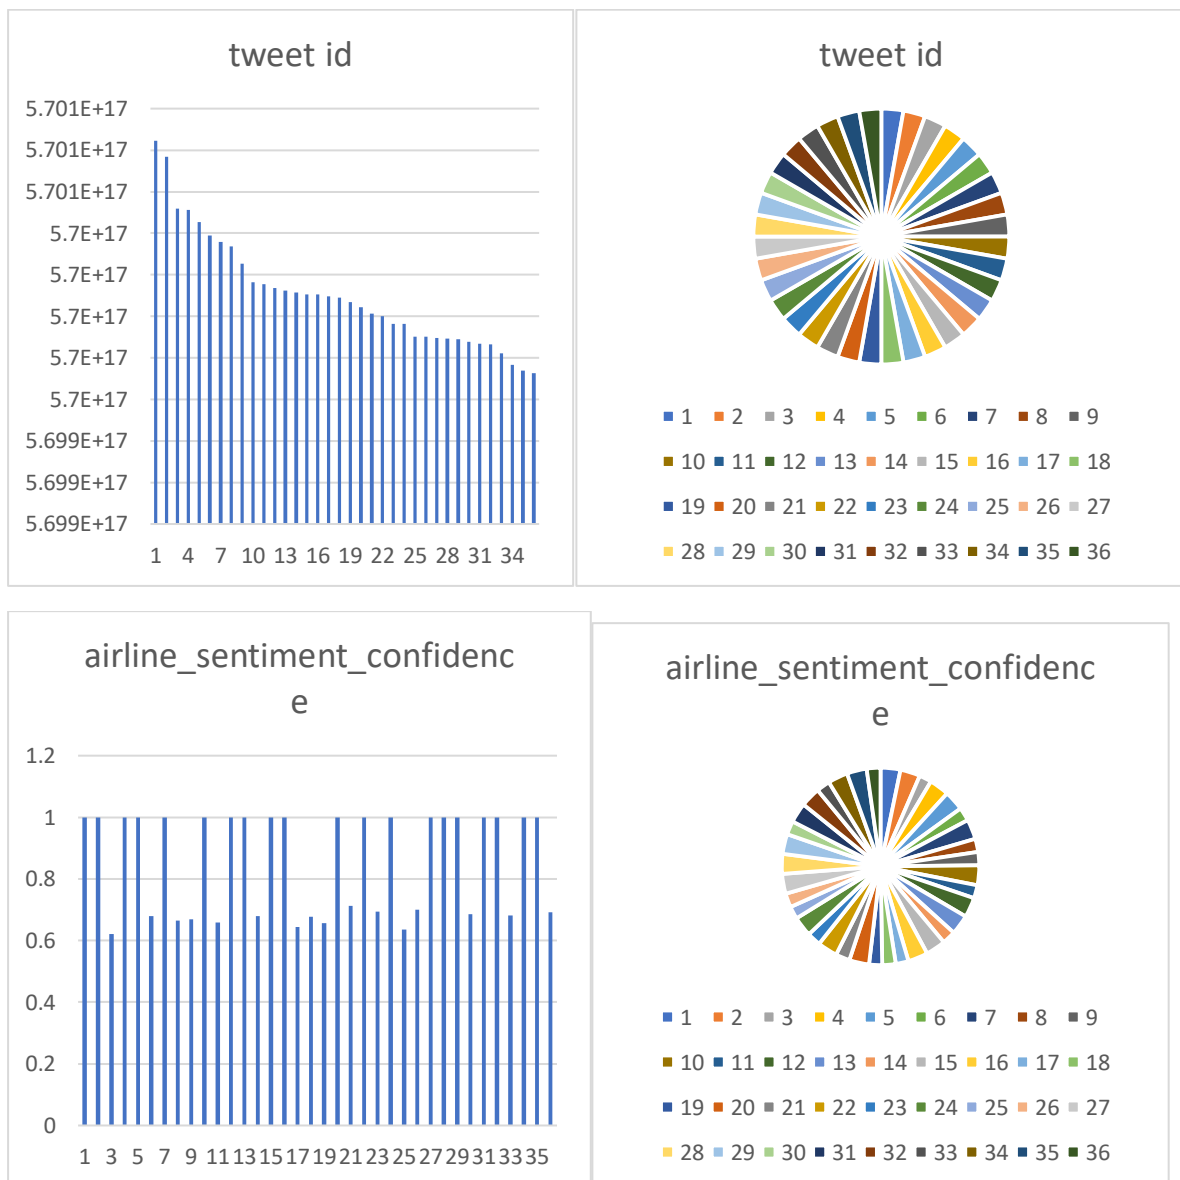 tweet id
5.701E+17
5.701E+17
5.701E+17
5.7E+17
5.7E+17
5.7E+17
5.7E+17
5.7E+17
5.699E+17
5.699E+17
5.699E+17
1 4 7 10 13 16 19 22 25 28 31 34
tweet id
1 2 3 4 5 6 7 8 9
10 11 12 13 14 15 16 17 18
19 20 21 22 23 24 25 26 27
28 29 30 31 32 33 34 35 36
airline_sentiment_confidenc
e
1.2
1
0.8
0.6
0.4
0.2
0
1 3 5 7 9 11 13 15 17 19 21 23 25 27 29 31 33 35
airline_sentiment_confidenc
e
1 2 3 4 5 6 7 8 9
10 11 12 13 14 15 16 17 18
19 20 21 22 23 24 25 26 27
28 29 30 31 32 33 34 35 36